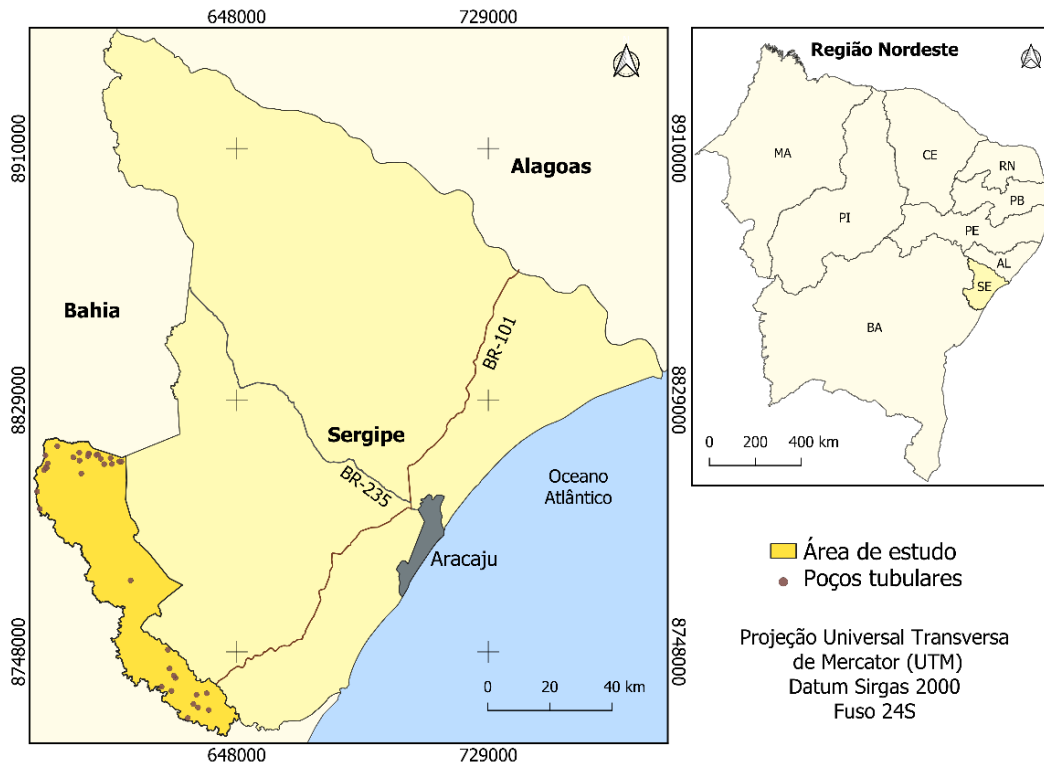 648000
729000
8910000
8910000
Alagoas
Bahia
BR-101
8829000
8829000
Sergipe
BR-235
Oceano
Atlântico
Aracaju
8748000
8748000
0 20 40 km
648000
729000
Região Nordeste
MA
CE
RN
PB
PI
PE
AL
SE
BA
0 200 400 km
Área de estudo
Poços tubulares
Projeção Universal Transversa
de Mercator (UTM)
Datum Sirgas 2000
Fuso 24S